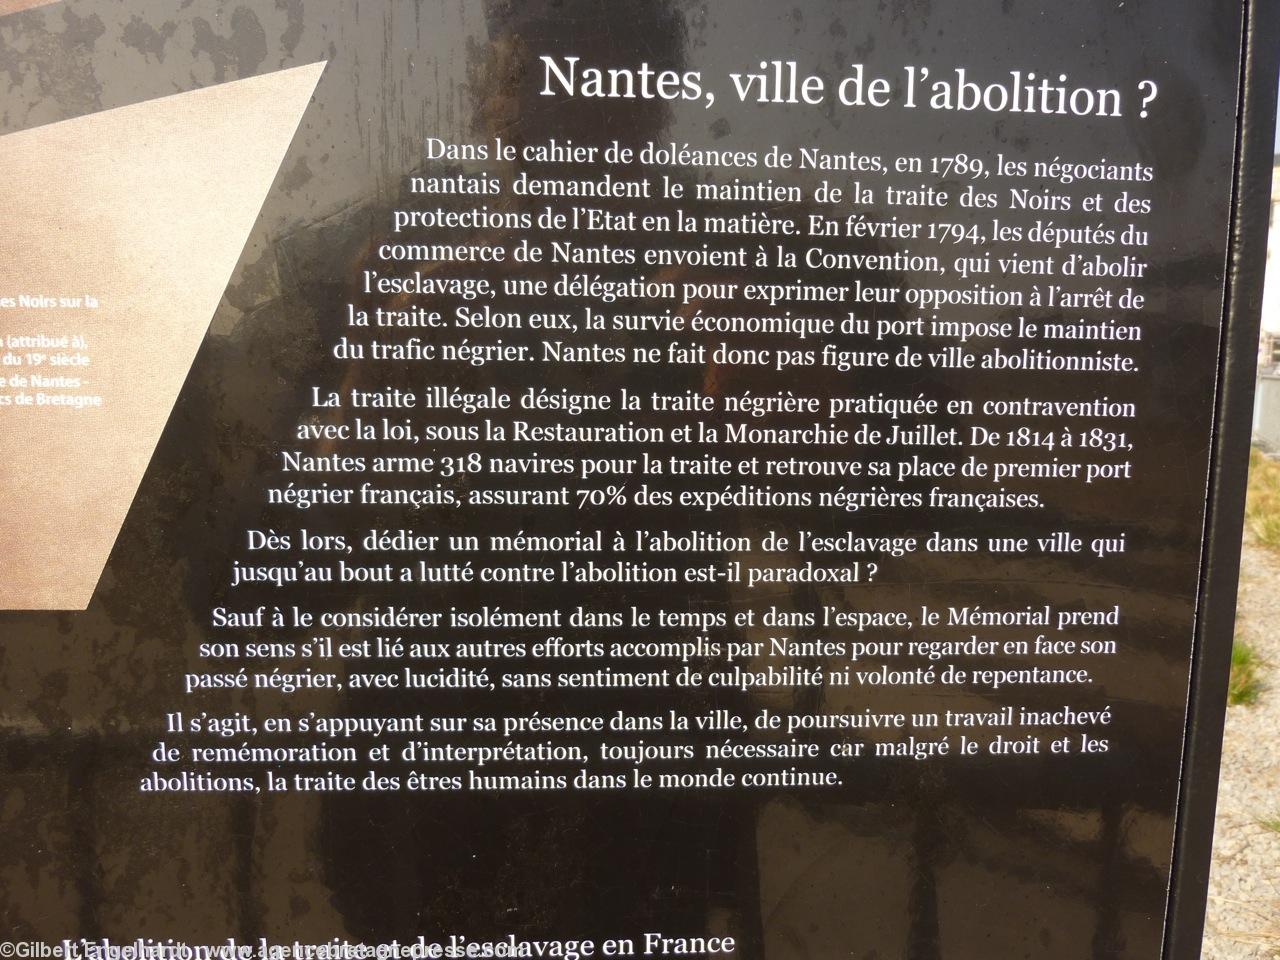 Nantes, ville de l'abolition ?
Dans le cahier de doléances de Nantes, en 1789, les négociants
nantais demandent le maintien de la traite des Noirs et des
protections de l'Etat en la matière. En février 1794, les députés du
commerce de Nantes envoient à la Convention, qui vient d'abolir
l'esclavage, une délégation pour exprimer leur opposition à l'arrêt de
la traite. Selon eux, la survie économique du port impose le maintien
du trafic négrier. Nantes ne fait donc pas figure de ville abolitionniste.
La traite illégale désigne la traite négrière pratiquée en contravention
avec la loi, sous la Restauration et la Monarchie de Juillet. De 1814 à 1831,
Nantes arme 318 navires pour la traite et retrouve sa place de premier port
négrier français, assurant 70% des expéditions négrières françaises.
Dès lors, dédier un mémorial à l'abolition de l'esclavage dans une ville qui
jusqu'au bout a lutté contre l'abolition est-il paradoxal ?
Sauf à le considérer isolément dans le temps et dans l'espace, le Mémorial prend
son sens s'il est lié aux autres efforts accomplis par Nantes pour regarder en face son
passé négrier, avec lucidité, sans sentiment de culpabilité ni volonté de repentance.
Il s'agit, en s'appuyant sur sa présence dans la ville, de poursuivre un travail inachevé
de remémoration et d'interprétation, toujours nécessaire car malgré le droit et les
abolitions, la traite des êtres humains dans le monde continue.
es Noirs sur la
(attribué à),
du 19e siècle
e de Nantes -
cs de Bretagne
L'abolition de la traite et de l'esclavage en France
©Gilbert Engelhardt - www.agencebretagnepresse.com